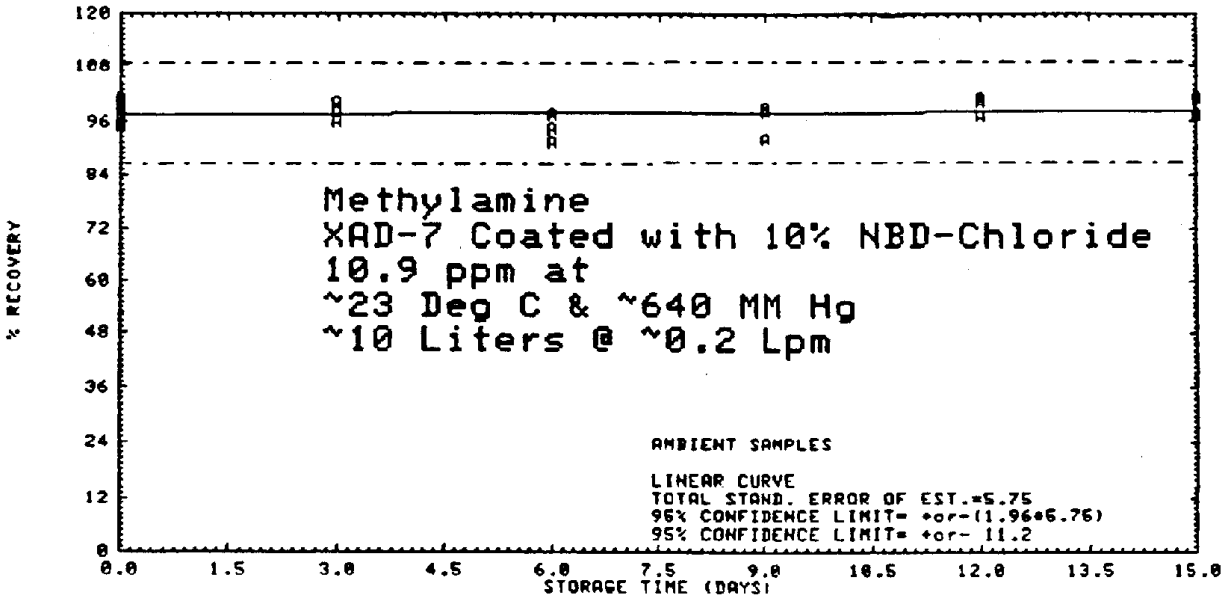 120
108
96
84
72
60
48
36
24
12
0
% RECOVERY
Methylamine
XAD-7 Coated with 10% NBD-Chloride
10.9 ppm at
~23 Deg C & ~640 MM Hg
~10 Liters @ ~0.2 Lpm
AMBIENT SAMPLES
LINEAR CURVE
TOTAL STAND. ERROR OF EST.=5.75
95% CONFIDENCE LIMIT= +or-(1.96*5.75)
95% CONFIDENCE LIMIT= +or- 11.2
0.0 1.5 3.0 4.5 6.0 7.5 9.0 10.5 12.0 13.5 15.0
STORAGE TIME (DAYS)